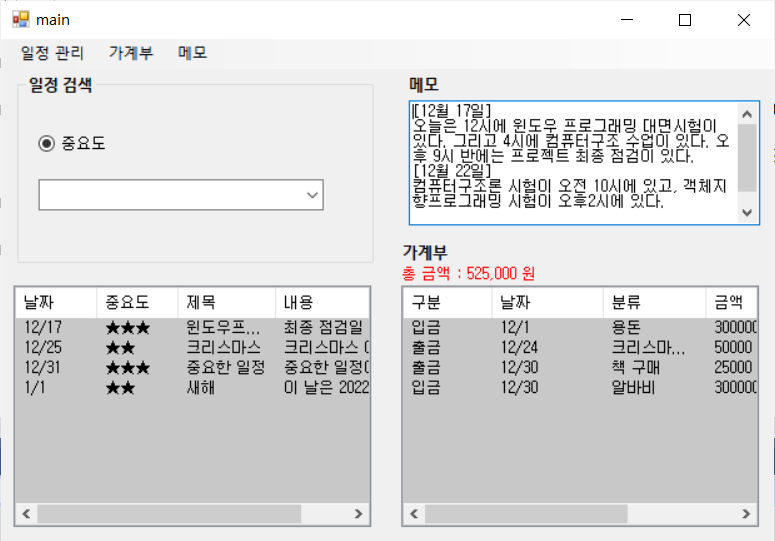 main
일정 관리 가계부 메모
일정 검색
중요도
메모
[12월 17일]
오늘은 12시에 윈도우 프로그래밍 대면시험이
있다. 그리고 4시에 컴퓨터구조 수업이 있다. 오
후 9시 반에는 프로젝트 최종 점검이 있다.
[12월 22일]
컴퓨터구조론 시험이 오전 10시에 있고, 객체지
향프로그래밍 시험이 오후2시에 있다.
가계부
총 금액 : 525,000 원
날짜 중요도 제목 내용
12/17 ★★★ 윈도우프... 최종 점검일
12/25 ★★ 크리스마스 크리스마스
12/31 ★★★ 중요한 일정 중요한 일정
1/1 ★★ 새해 이 날은 2022
구분 날짜 분류 금액
입금 12/1 용돈 300000
출금 12/24 크리스마... 50000
출금 12/30 책 구매 25000
입금 12/30 알바비 300000